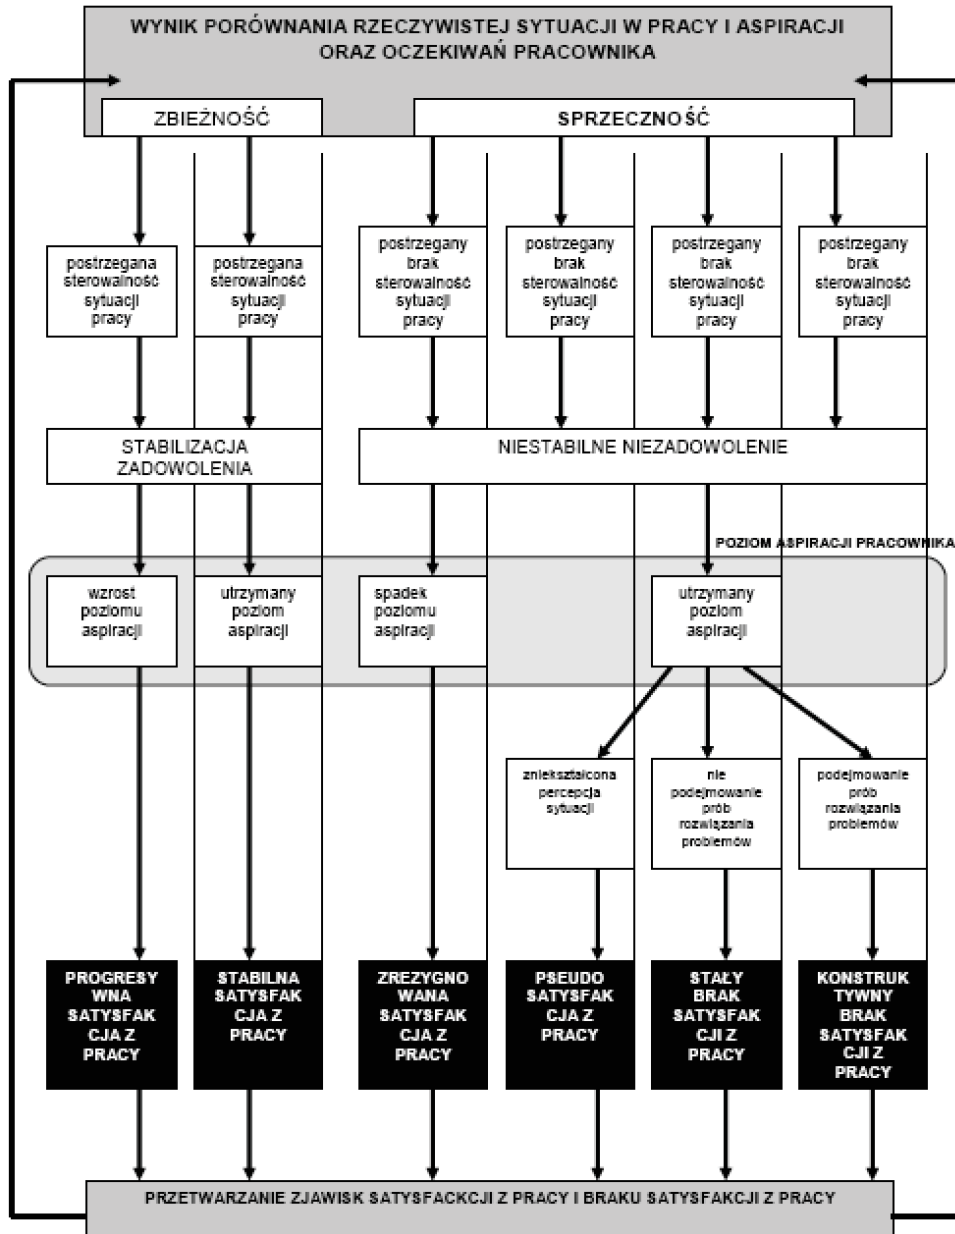 WYNIK PORÓWNANIA RZECZYWISTEJ SYTUACJI W PRACY I ASPIRACJI
ORAZ OCZEKIWAŃ PRACOWNIKA
ZBIEŻNOŚĆ
SPRZECZNOŚĆ
postrzegana
sterowalność
sytuacji
pracy
postrzegana
sterowalność
sytuacji
pracy
postrzegany
brak
sterowalność
sytuacji
pracy
postrzegany
brak
sterowalność
sytuacji
pracy
postrzegany
brak
sterowalność
sytuacji
pracy
postrzegany
brak
sterowalność
sytuacji
pracy
STABILIZACJA
ZADOWOLENIA
NIESTABILNE NIEZADOWOLENIE
POZIOM ASPIRACJI PRACOWNIKA
wzrost
poziomu
aspiracji
utrzymany
poziom
aspiracji
spadek
poziomu
aspiracji
utrzymany
poziom
aspiracji
zniekształcona
percepcja
sytuacji
nie
podejmowanie
prób
rozwiązania
problemów
podejmowanie
prób
rozwiązania
problemów
PROGRESY
WNA
SATYSFAK
CJA Z
PRACY
STABILNA
SATYSFAK
CJA Z
PRACY
ZREZYGNO
WANA
SATYSFAK
CJA Z
PRACY
PSEUDO
SATYSFAK
CJA Z
PRACY
STAŁY
BRAK
SATYSFAK
CJI Z
PRACY
KONSTRUK
TYWNY
BRAK
SATYSFAK
CJI Z
PRACY
PRZETWARZANIE ZJAWISK SATYSFACKCJI Z PRACY I BRAKU SATYSFAKCJI Z PRACY